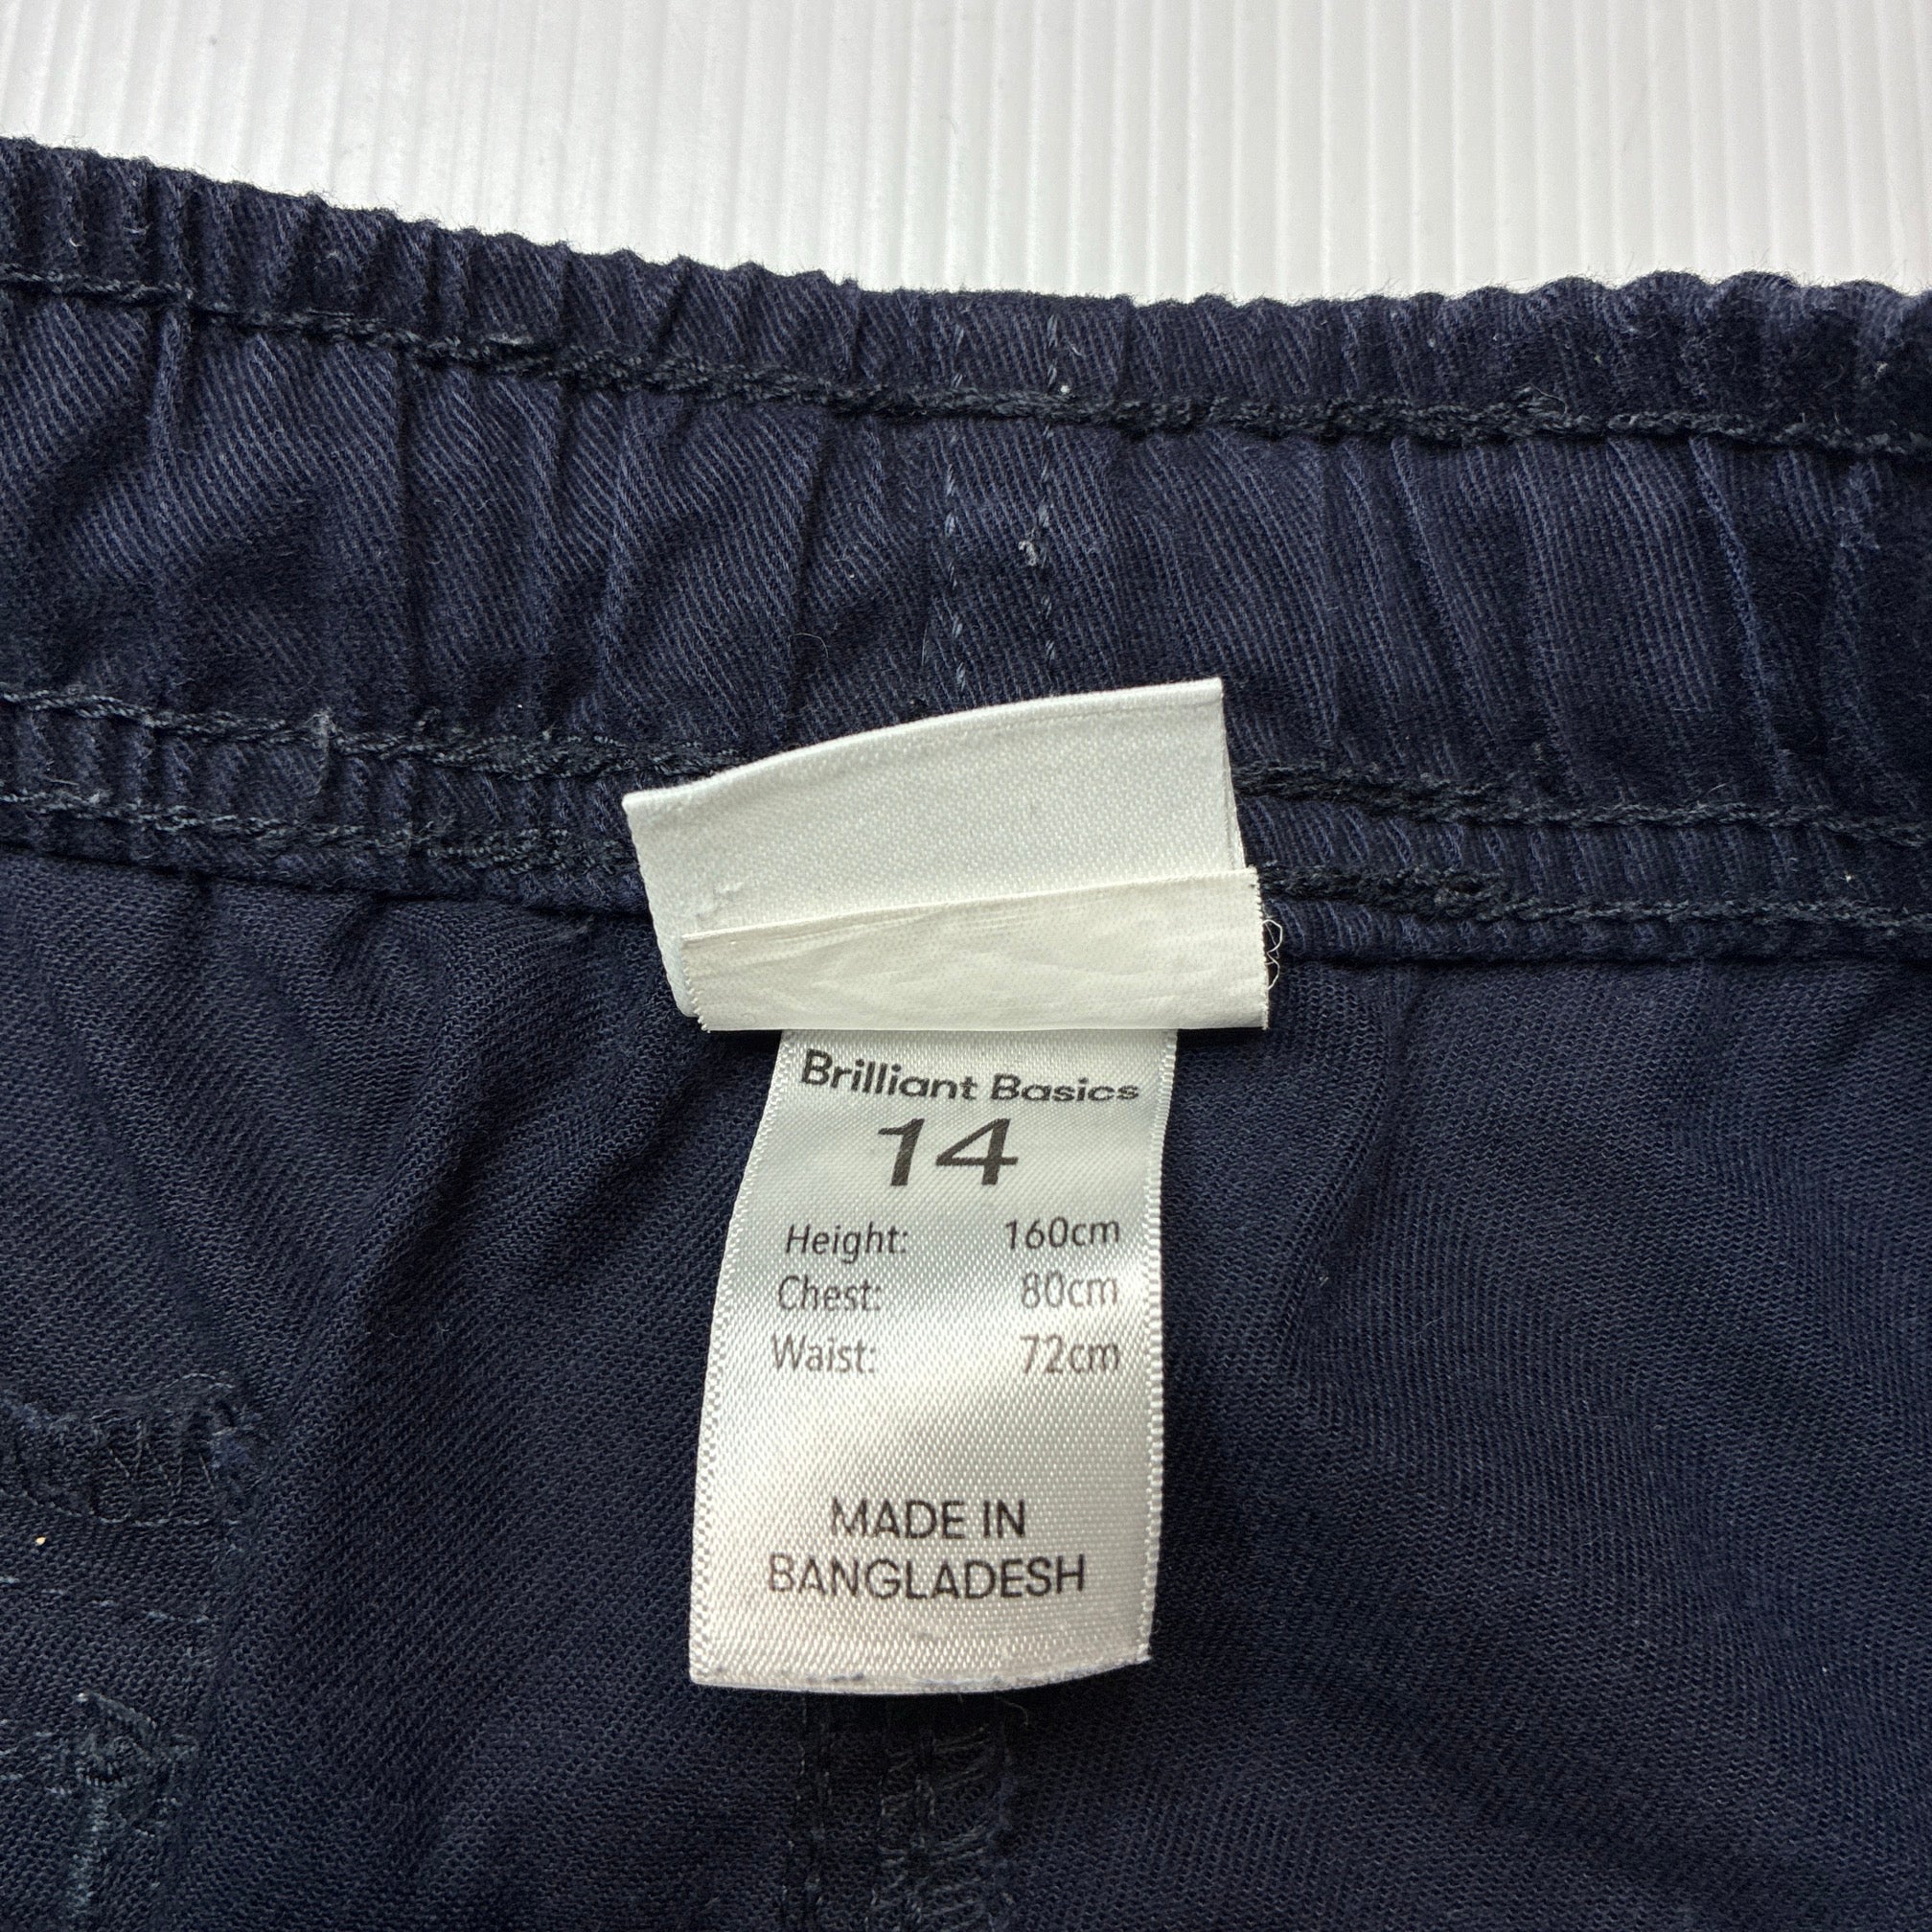 Brilliant Basics
14
Height: 160cm
Chest: 80cm
Waist: 72cm
MADE IN
BANGLADESH